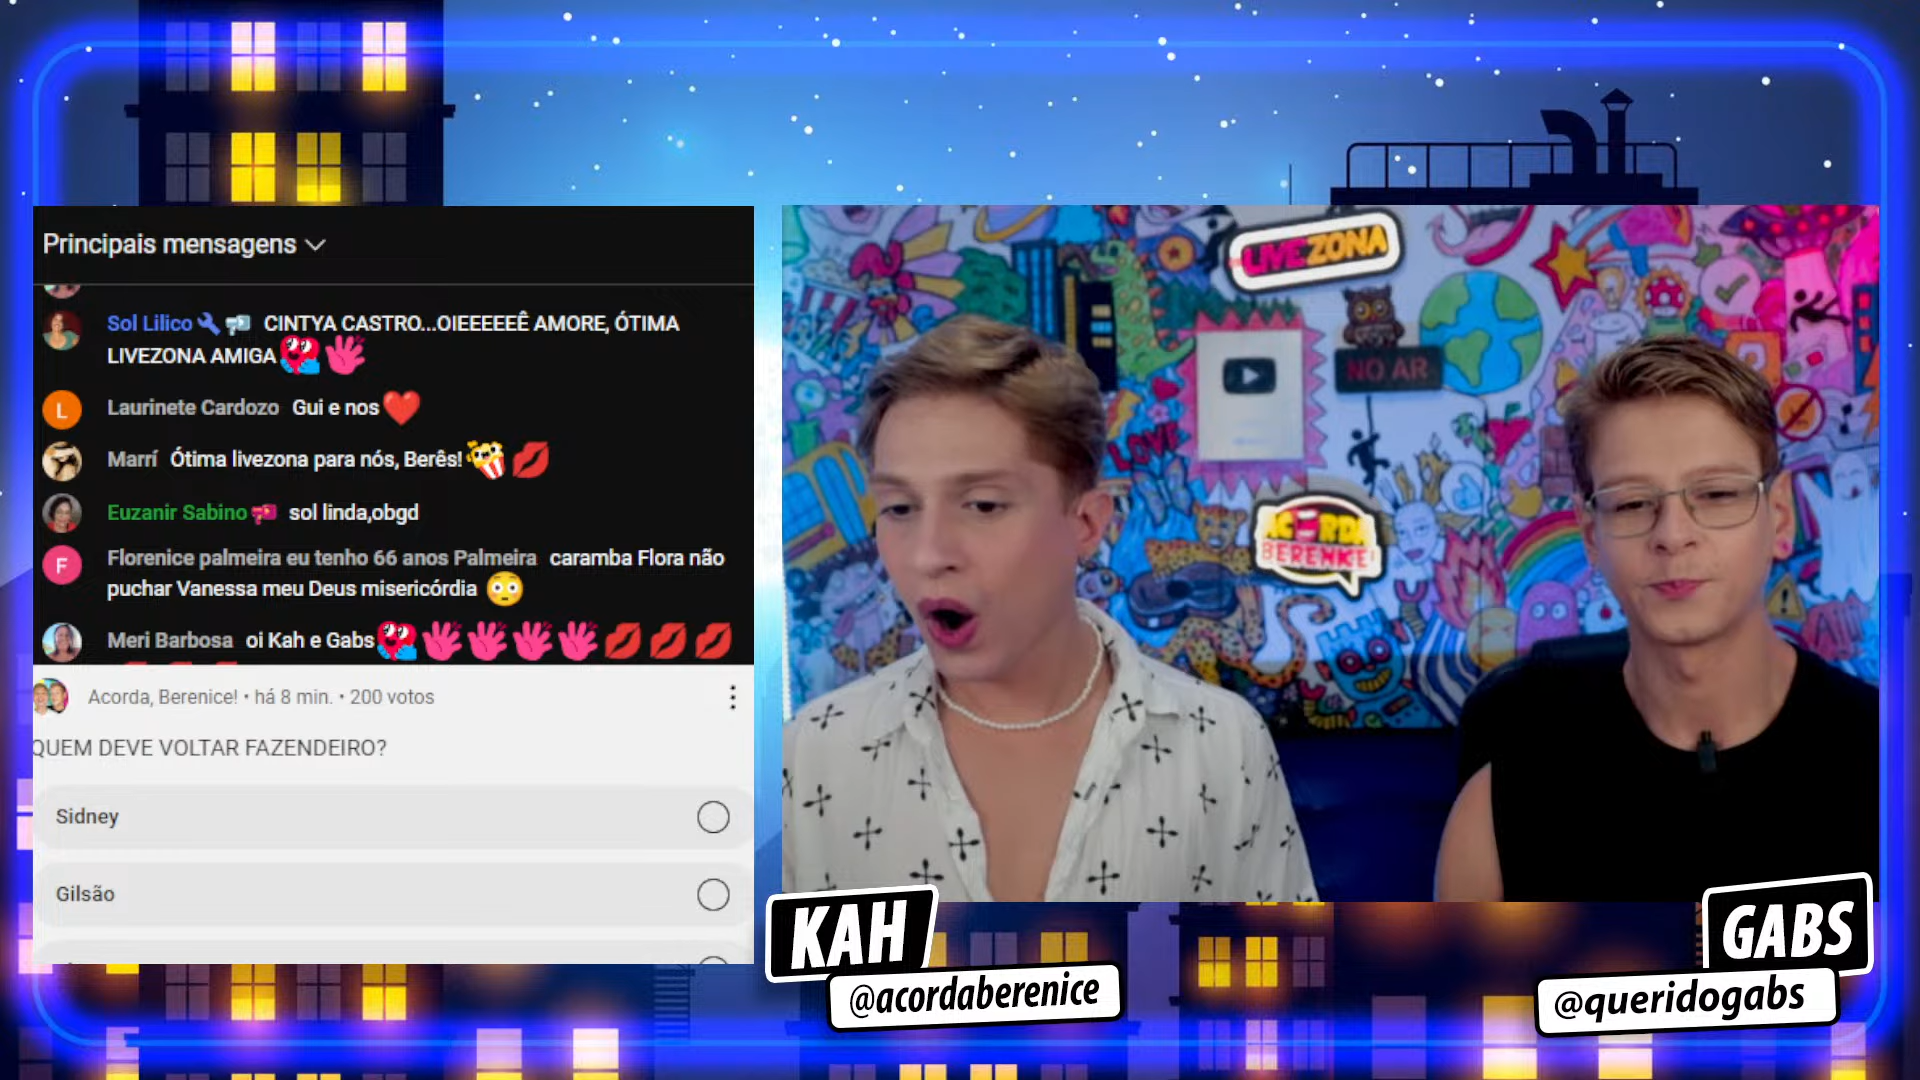 Principais mensagens
Sol Lilico CINTYA CASTRO...OIEEEEEÊ AMORE, ÓTIMA
LIVEZONA AMIGA
L Laurinete Cardozo Gui e nos
Marrí Ótima livezona para nós, Berês!
Euzanir Sabino sol linda,obgd
F Florenice palmeira eu tenho 66 anos Palmeira caramba Flora não
puchar Vanessa meu Deus misericórdia
Meri Barbosa oi Kah e Gabs
Acorda, Berenice! • há 8 min. • 200 votos
QUEM DEVE VOLTAR FAZENDEIRO?
Sidney
Gilsão
LIVEZONA
NO AR
LOVE
ACORDA
BERENICE!
KAH
@acordaberenice
GABS
@queridogabs